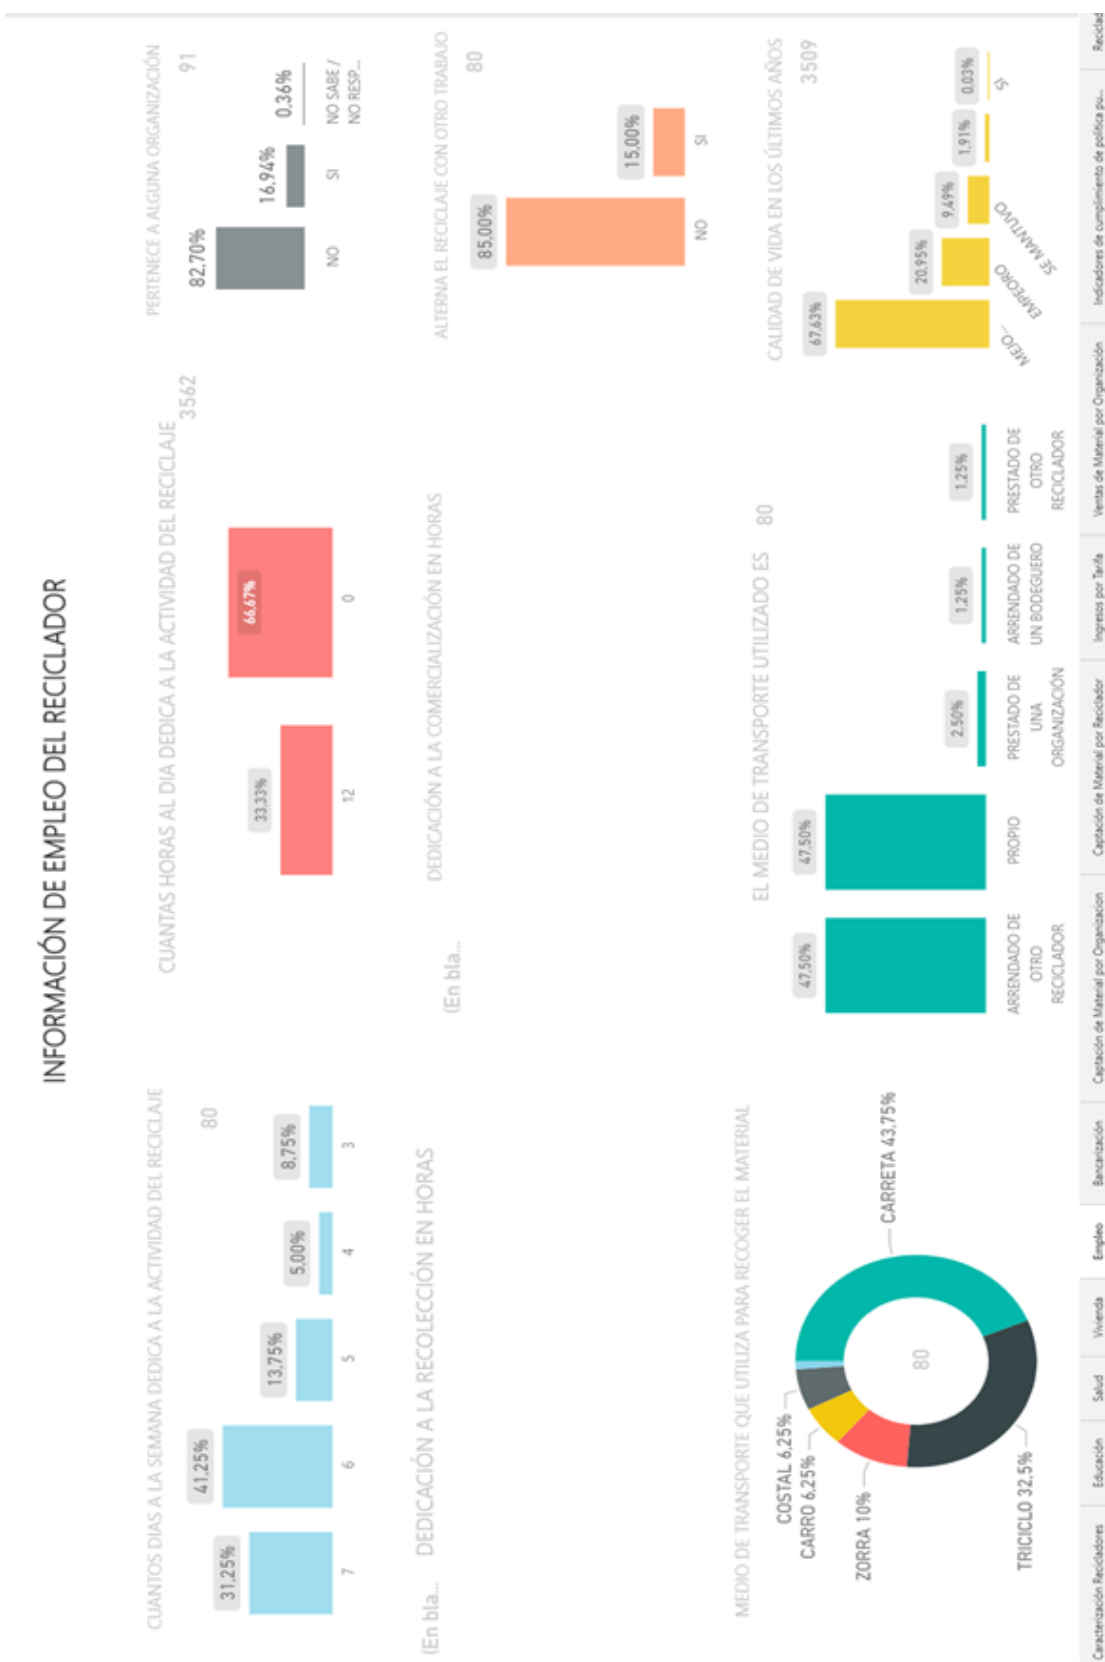 INFORMACIÓN DE EMPLEO DEL RECICLADOR
CUANTOS DIAS A LA SEMANA DEDICA A LA ACTIVIDAD DEL RECICLAJE
80
31,25%
41,25%
13,75%
5,00%
8,75%
7
6
5
4
3
CUANTAS HORAS AL DIA DEDICA A LA ACTIVIDAD DEL RECICLAJE
3562
33,33%
66,67%
12
0
PERTENECE A ALGUNA ORGANIZACIÓN
91
82,70%
16,94%
0,36%
NO
SI
NO SABE /
NO RESP...
(En bla...
DEDICACIÓN A LA RECOLECCIÓN EN HORAS
(En bla...
DEDICACIÓN A LA COMERCIALIZACIÓN EN HORAS
ALTERNA EL RECICLAJE CON OTRO TRABAJO
80
85,00%
15,00%
NO
SI
MEDIO DE TRANSPORTE QUE UTILIZA PARA RECOGER EL MATERIAL
COSTAL 6,25%
CARRO 6,25%
ZORRA 10%
TRICICLO 32,5%
CARRETA 43,75%
80
EL MEDIO DE TRANSPORTE UTILIZADO ES
80
47,50%
47,50%
2,50%
1,25%
1,25%
ARRENDADO DE
OTRO
RECICLADOR
PROPIO
PRESTADO DE
UNA
ORGANIZACIÓN
ARRENDADO DE
UN BODEGUERO
PRESTADO DE
OTRO
RECICLADOR
CALIDAD DE VIDA EN LOS ÚLTIMOS AÑOS
3509
67,63%
20,95%
9,49%
1,91%
0,03%
MEJO...
EMPEORO
SE MANTUVO
SI
Caracterización Recicladores
Educación
Salud
Vivienda
Empleo
Bancarización
Captación de Material por Organizacion
Captación de Material por Reciclador
Ingresos por Tarifa
Ventas de Material por Organización
Indicadores de cumplimiento de política pu...
Reciclad